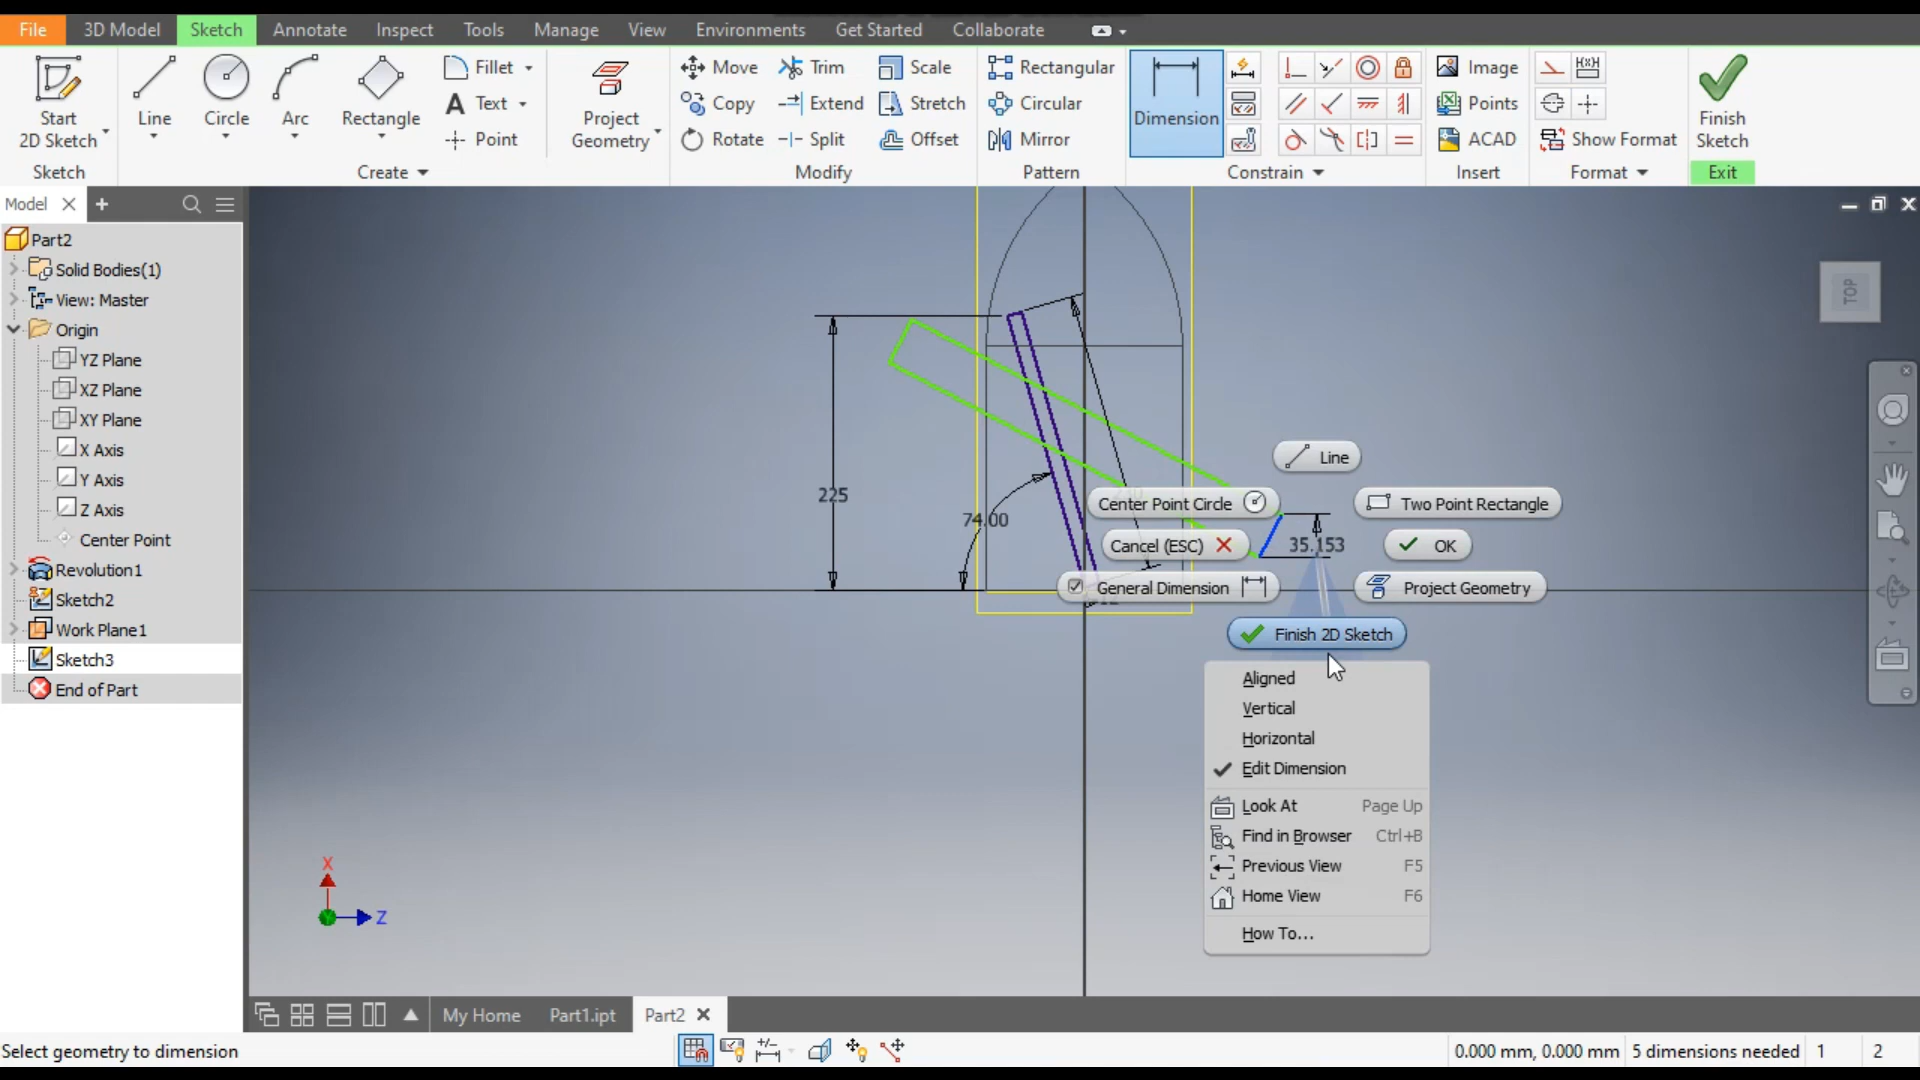 File 3D Model Sketch Annotate Inspect Tools Manage View Environments Get Started Collaborate
Start 2D Sketch
Line
Circle
Arc
Rectangle
Fillet
Text
Point
Project Geometry
Move
Copy
Rotate
Trim
Extend
Split
Scale
Stretch
Offset
Rectangular
Circular
Mirror
Dimension
Image
Points
ACAD
Show Format
Finish Sketch
Sketch Create Modify Pattern Constrain Insert Format Exit
Model
Part2
Solid Bodies(1)
View: Master
Origin
YZ Plane
XZ Plane
XY Plane
X Axis
Y Axis
Z Axis
Center Point
Revolution1
Sketch2
Work Plane1
Sketch3
End of Part
TOP
225
74.00
35.153
Line
Center Point Circle
Two Point Rectangle
Cancel (ESC)
OK
General Dimension
Project Geometry
Finish 2D Sketch
Aligned
Vertical
Horizontal
Edit Dimension
Look At Page Up
Find in Browser Ctrl+B
Previous View F5
Home View F6
How To...
X
Z
My Home Part1.ipt Part2
Select geometry to dimension
0.000 mm, 0.000 mm 5 dimensions needed 1 2